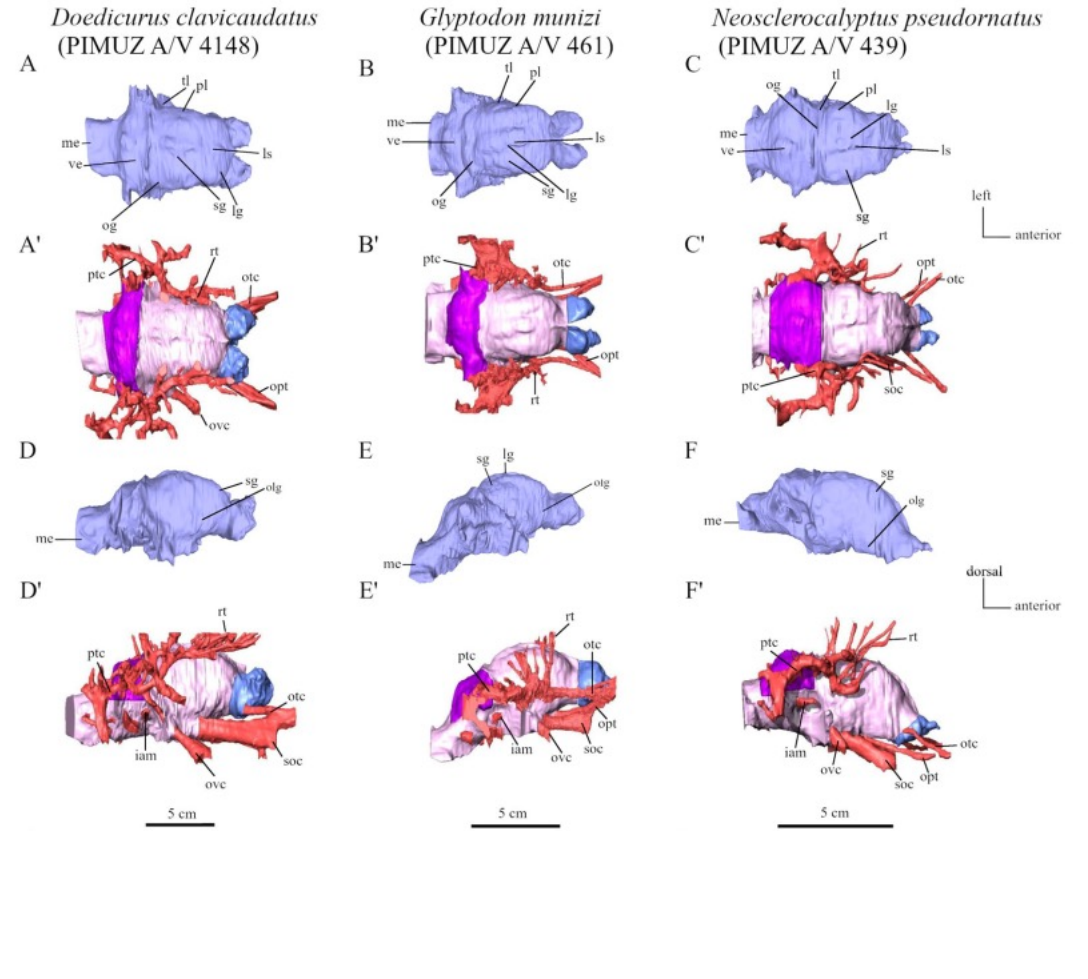 Doedicurus clavicaudatus
(PIMUZ A/V 4148)
Glyptodon munizi
(PIMUZ A/V 461)
Neosclerocalyptus pseudornatus
(PIMUZ A/V 439)
A
tl
pl
me
ve
ls
og
sg
lg
B
tl
pl
me
ve
ls
og
sg
lg
C
og
tl
pl
lg
me
ve
ls
sg
left
anterior
A'
ptc
rt
otc
opt
ovc
B'
ptc
otc
opt
rt
C'
rt
opt
otc
ptc
soc
D
sg
olg
me
E
sg
lg
olg
me
F
sg
olg
me
dorsal
anterior
D'
rt
ptc
otc
iam
ovc
soc
E'
rt
otc
ptc
opt
iam
ovc
soc
F'
rt
ptc
iam
ovc
otc
soc
opt
5 cm
5 cm
5 cm